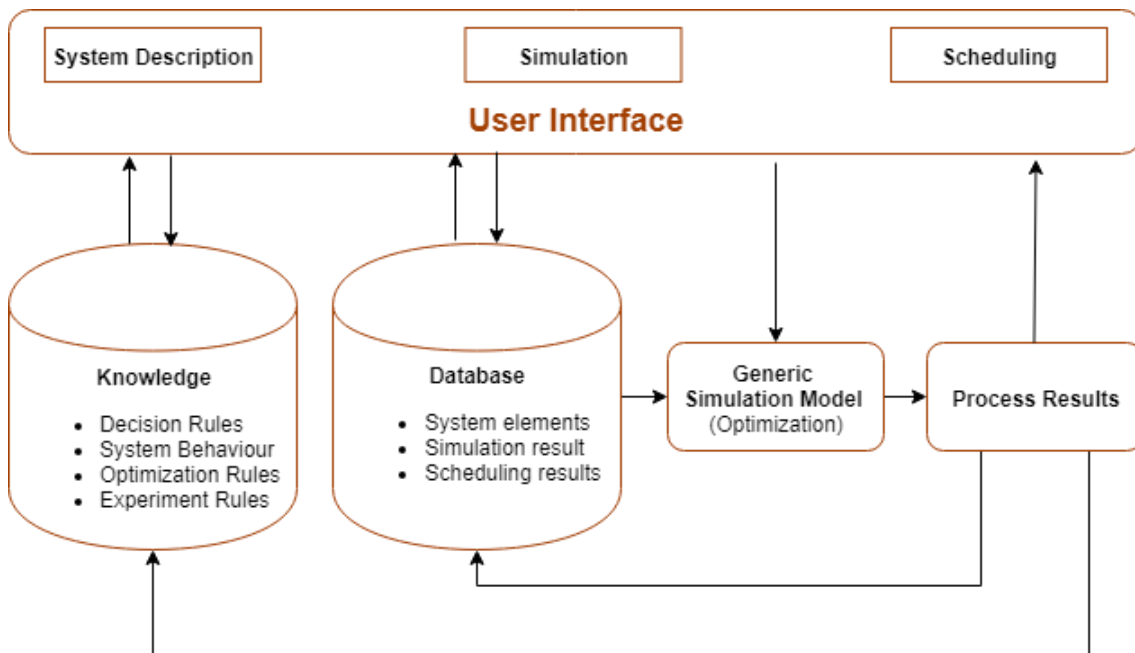 System Description
Simulation
Scheduling
User Interface
Knowledge
• Decision Rules
• System Behaviour
• Optimization Rules
• Experiment Rules
Database
• System elements
• Simulation result
• Scheduling results
Generic
Simulation Model
(Optimization)
Process Results